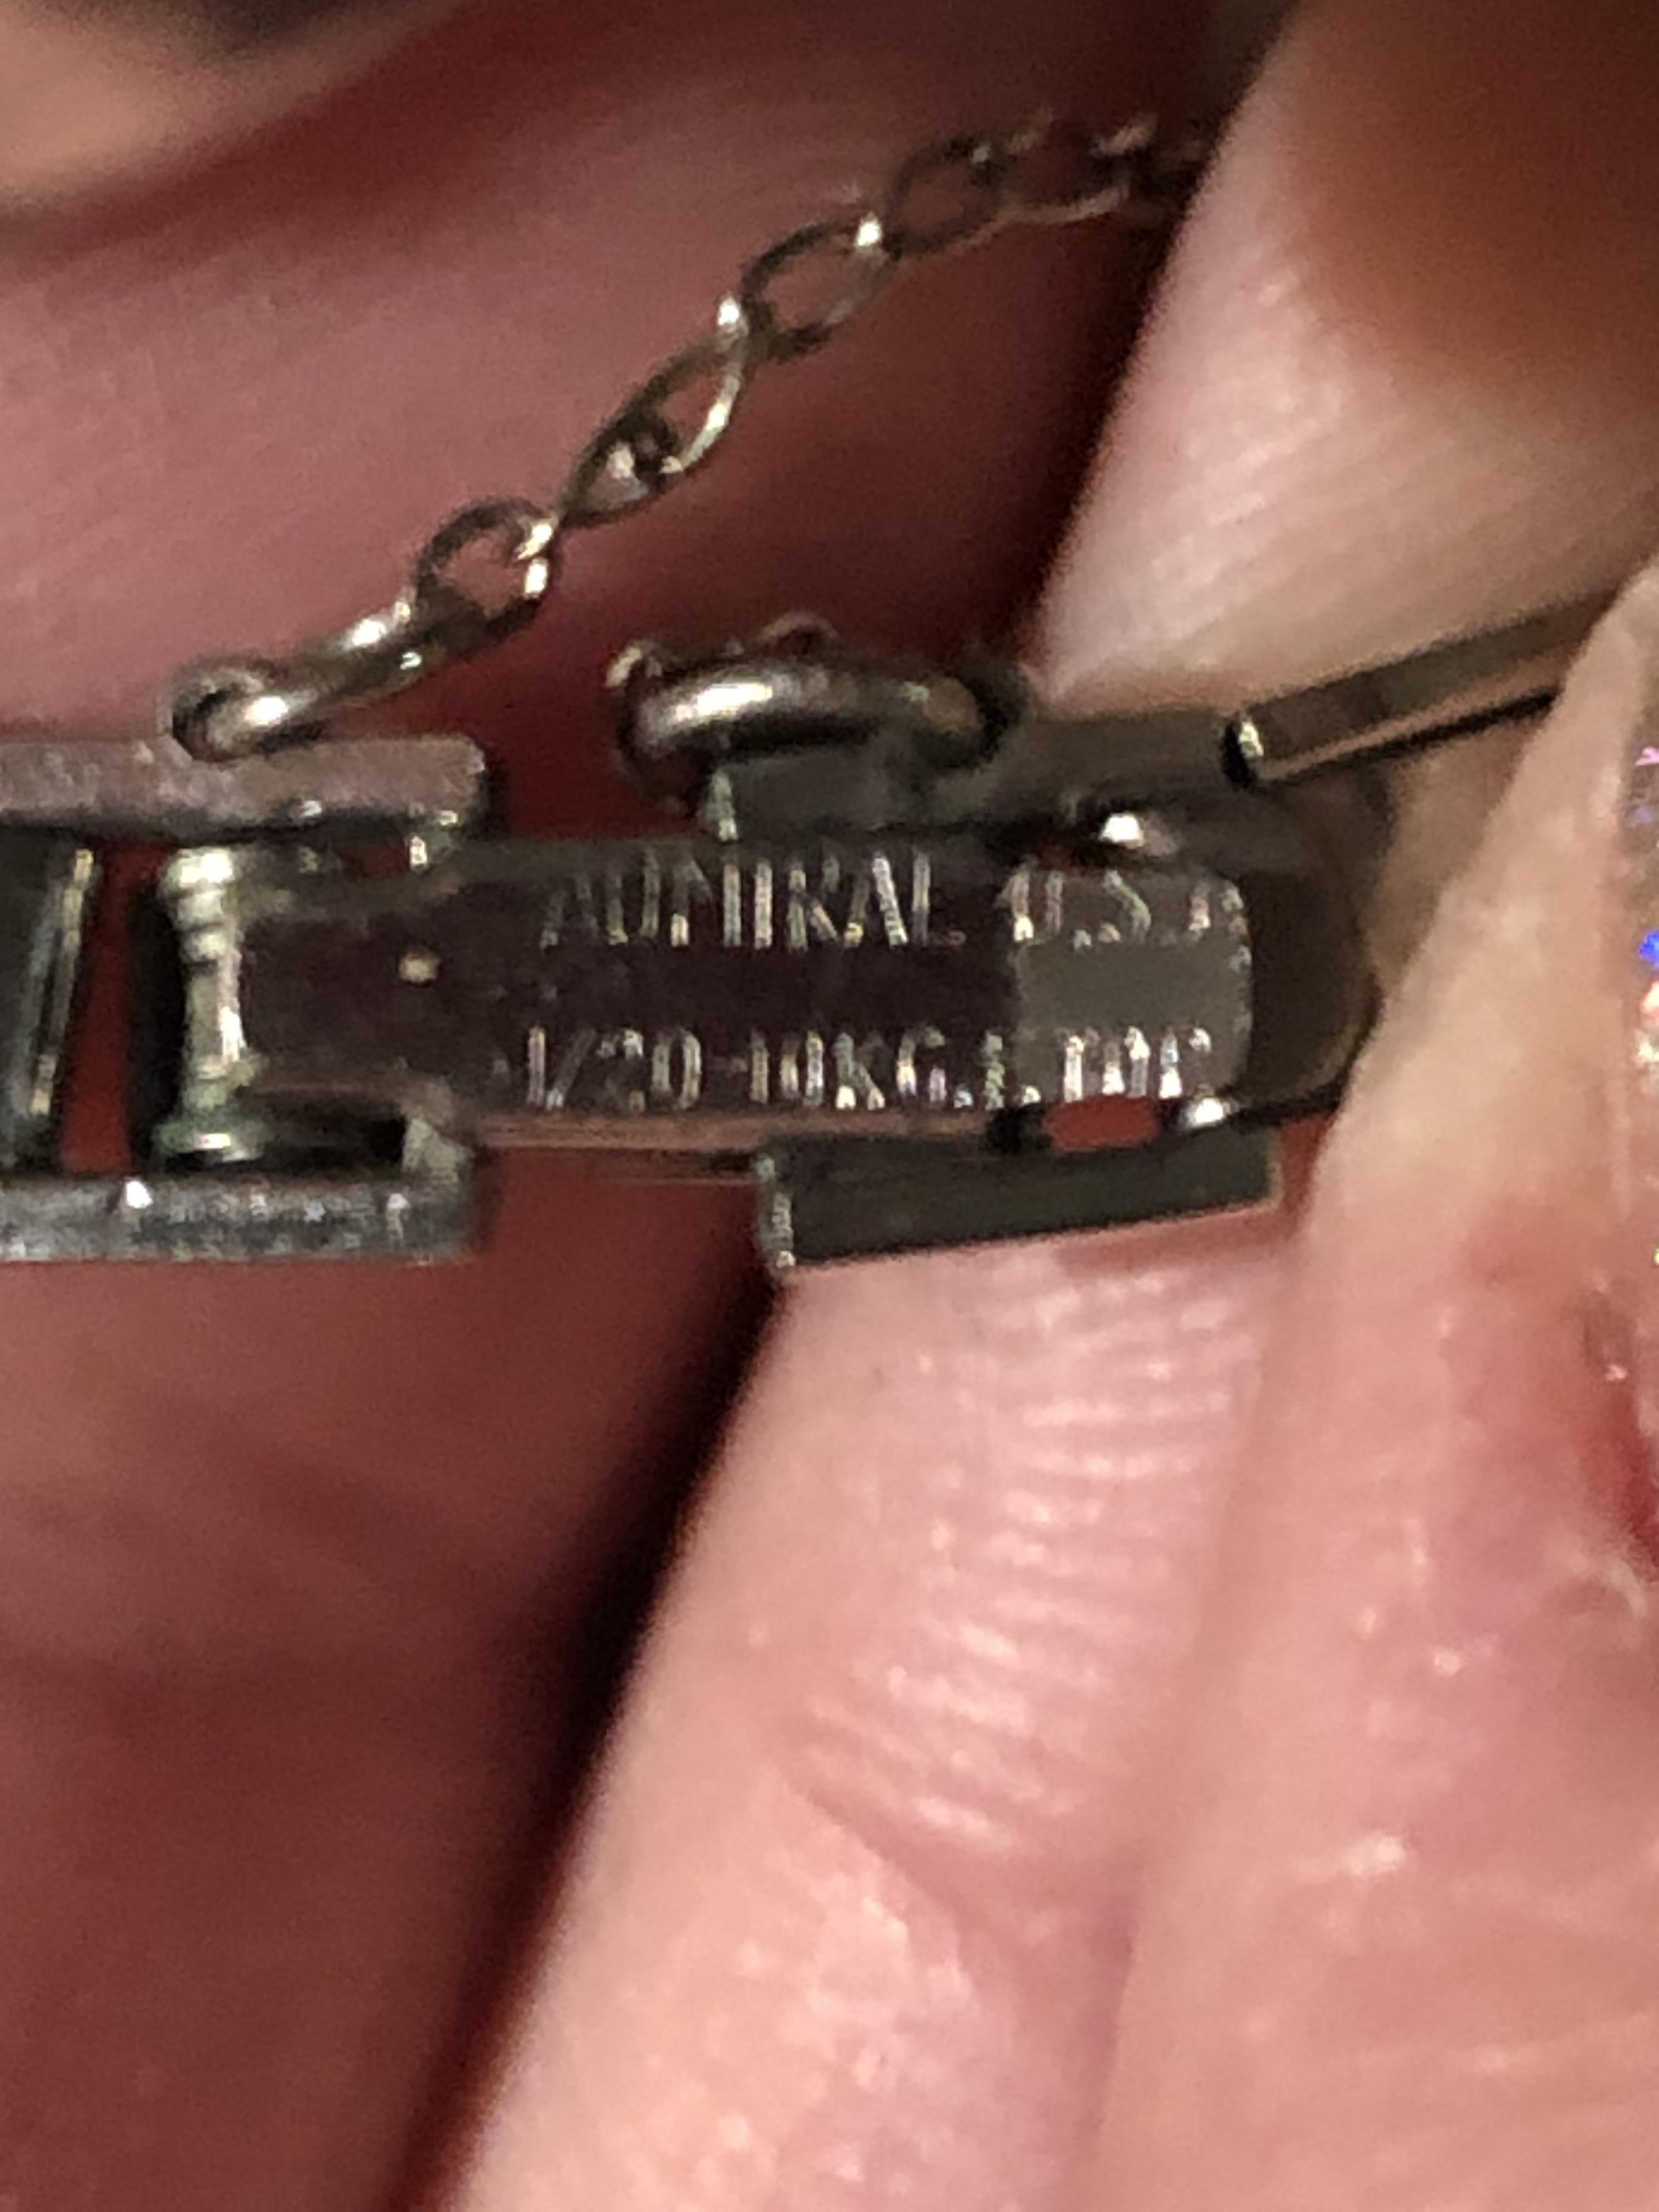 ADMIRAL U.S.A
1/20-10KG.F. TOP